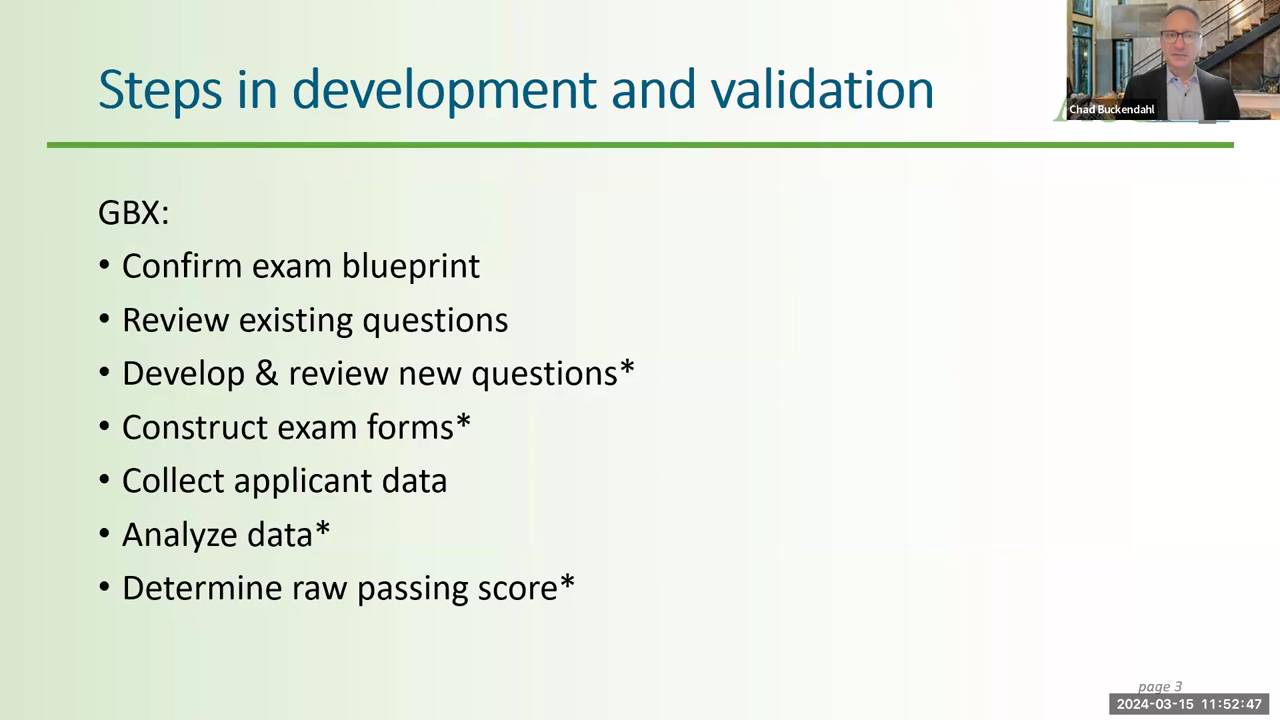 Steps in development and validation
Chad Buckendahl
GBX:
• Confirm exam blueprint
• Review existing questions
• Develop & review new questions*
• Construct exam forms*
• Collect applicant data
• Analyze data*
• Determine raw passing score*
page 3
2024-03-15 11:52:47